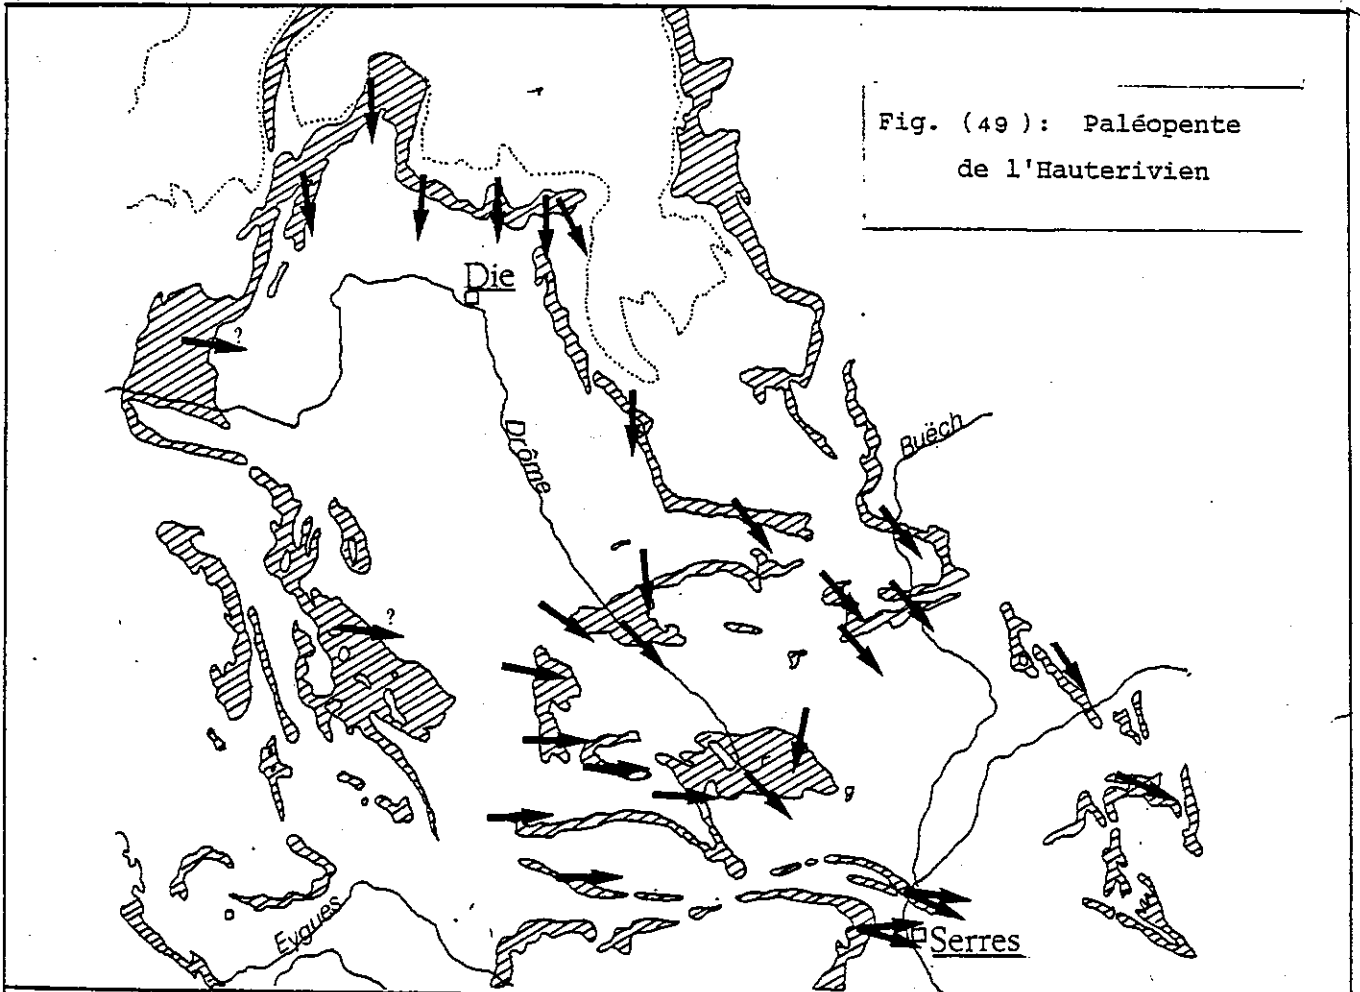 Fig. (49): Paléopente
de l'Hauterivien
Die
?
Drôme
Buëch
?
Eygues
Serres